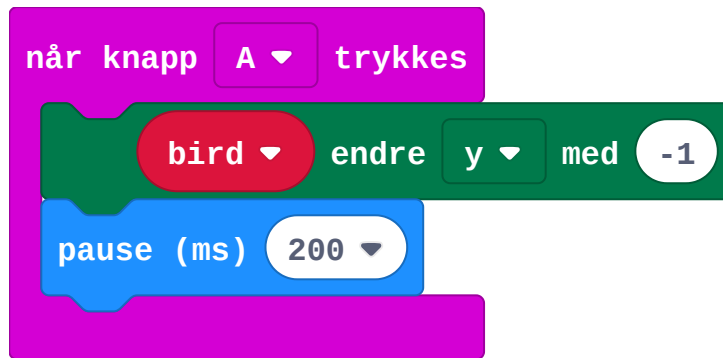 når knapp A trykkes
bird endre y med -1
pause (ms) 200